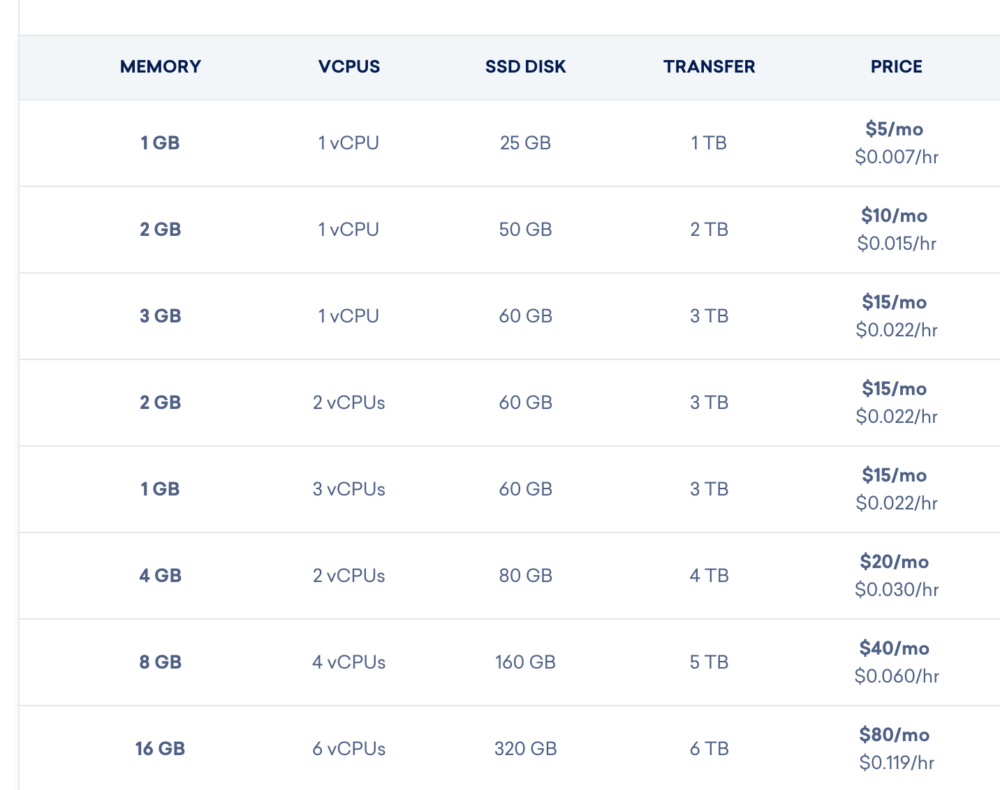 MEMORY VCPUS SSD DISK TRANSFER PRICE
1 GB 1 vCPU 25 GB 1 TB $5/mo
$0.007/hr
2 GB 1 vCPU 50 GB 2 TB $10/mo
$0.015/hr
3 GB 1 vCPU 60 GB 3 TB $15/mo
$0.022/hr
2 GB 2 vCPUs 60 GB 3 TB $15/mo
$0.022/hr
1 GB 3 vCPUs 60 GB 3 TB $15/mo
$0.022/hr
4 GB 2 vCPUs 80 GB 4 TB $20/mo
$0.030/hr
8 GB 4 vCPUs 160 GB 5 TB $40/mo
$0.060/hr
16 GB 6 vCPUs 320 GB 6 TB $80/mo
$0.119/hr